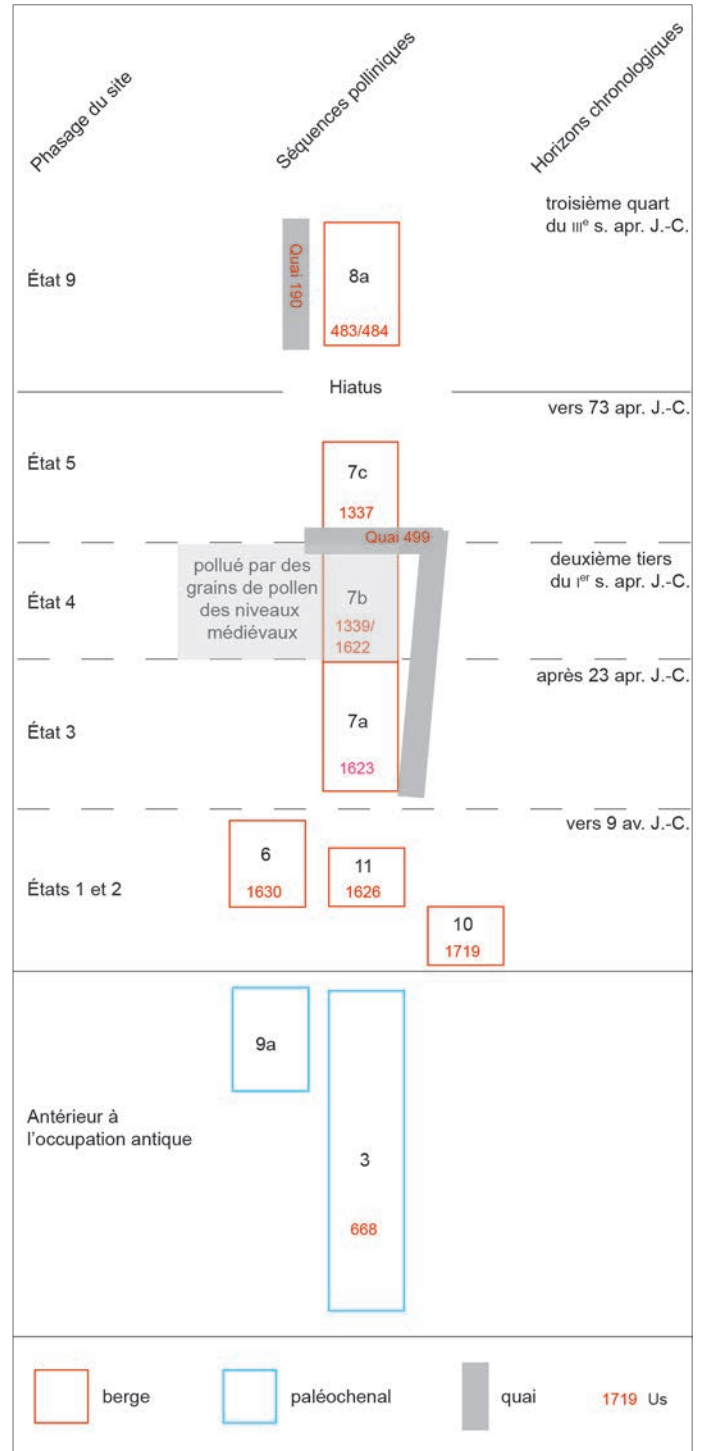 Phasage du site
Séquences polliniques
Horizons chronologiques
troisième quart
du IIIᵉ s. apr. J.-C.
État 9
Quai 190
8a
483/484
Hiatus
vers 73 apr. J.-C.
État 5
7c
1337
Quai 499
deuxième tiers
du Iᵉʳ s. apr. J.-C.
pollué par des
grains de pollen
des niveaux
médiévaux
État 4
7b
1339/
1622
après 23 apr. J.-C.
État 3
7a
1623
vers 9 av. J.-C.
États 1 et 2
6
1630
11
1626
10
1719
9a
Antérieur à
l’occupation antique
3
668
berge
paléochenal
quai
1719 Us